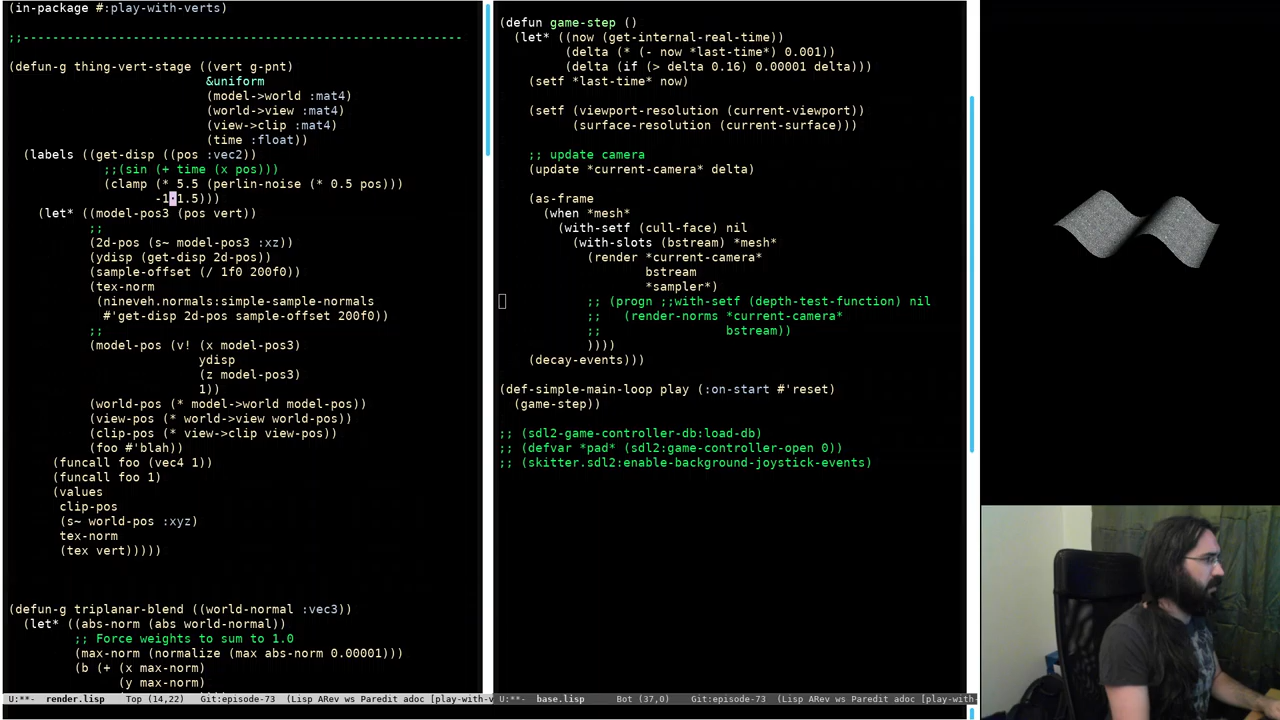 (in-package #:play-with-verts)
;;------------------------------------------------------------
(defun-g thing-vert-stage ((vert g-pnt)
&uniform
(model->world :mat4)
(world->view :mat4)
(view->clip :mat4)
(time :float))
(labels ((get-disp ((pos :vec2))
;;(sin (+ time (x pos)))
(clamp (* 5.5 (perlin-noise (* 0.5 pos)))
-1 1.5)))
(let* ((model-pos3 (pos vert))
;;
(2d-pos (s~ model-pos3 :xz))
(ydisp (get-disp 2d-pos))
(sample-offset (/ 1f0 200f0))
(tex-norm
(nineveh.normals:simple-sample-normals
#'get-disp 2d-pos sample-offset 200f0))
;;
(model-pos (v! (x model-pos3)
ydisp
(z model-pos3)
1))
(world-pos (* model->world model-pos))
(view-pos (* world->view world-pos))
(clip-pos (* view->clip view-pos))
(foo #'blah))
(funcall foo (vec4 1))
(funcall foo 1)
(values
clip-pos
(s~ world-pos :xyz)
tex-norm
(tex vert)))))
(defun-g triplanar-blend ((world-normal :vec3))
(let* ((abs-norm (abs world-normal))
;; Force weights to sum to 1.0
(max-norm (normalize (max abs-norm 0.00001)))
(b (+ (x max-norm)
(y max-norm)
U:**- render.lisp Top (14,22) Git:episode-73 (Lisp ARev ws Paredit adoc [play-with-v
(defun game-step ()
(let* ((now (get-internal-real-time))
(delta (* (- now *last-time*) 0.001))
(delta (if (> delta 0.16) 0.00001 delta)))
(setf *last-time* now)
(setf (viewport-resolution (current-viewport))
(surface-resolution (current-surface)))
;; update camera
(update *current-camera* delta)
(as-frame
(when *mesh*
(with-setf (cull-face) nil
(with-slots (bstream) *mesh*
(render *current-camera*
bstream
*sampler*)
;; (progn ;;with-setf (depth-test-function) nil
;; (render-norms *current-camera*
;; bstream))
))))
(decay-events)))
(def-simple-main-loop play (:on-start #'reset)
(game-step))
;; (sdl2-game-controller-db:load-db)
;; (defvar *pad* (sdl2:game-controller-open 0))
;; (skitter.sdl2:enable-background-joystick-events)
U:**- base.lisp Bot (37,0) Git:episode-73 (Lisp ARev ws Paredit adoc [play-with-